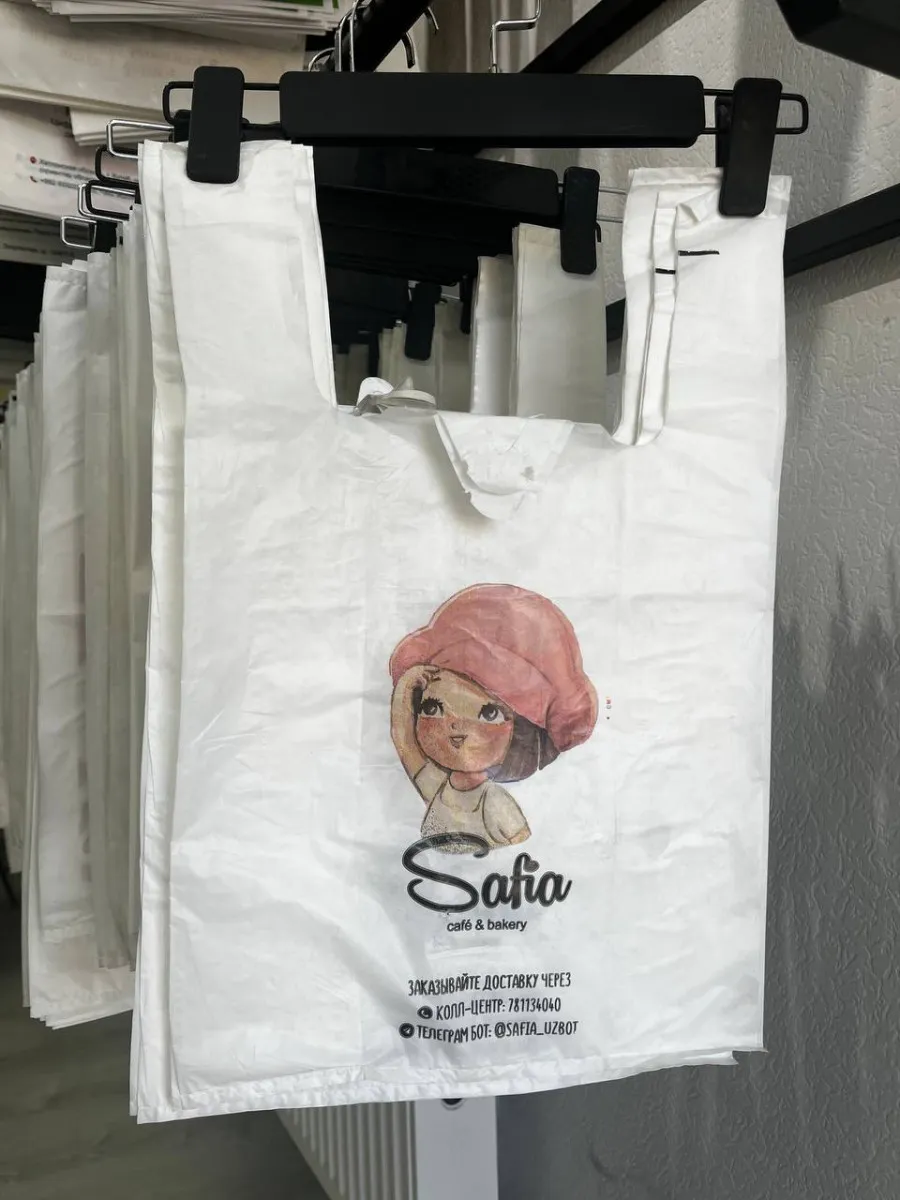 Safia
café & bakery
ЗАКАЗЫВАЙТЕ ДОСТАВКУ ЧЕРЕЗ
КОЛЛ-ЦЕНТР: 781134040
ТЕЛЕГРАМ БОТ: @SAFIA_UZBOT